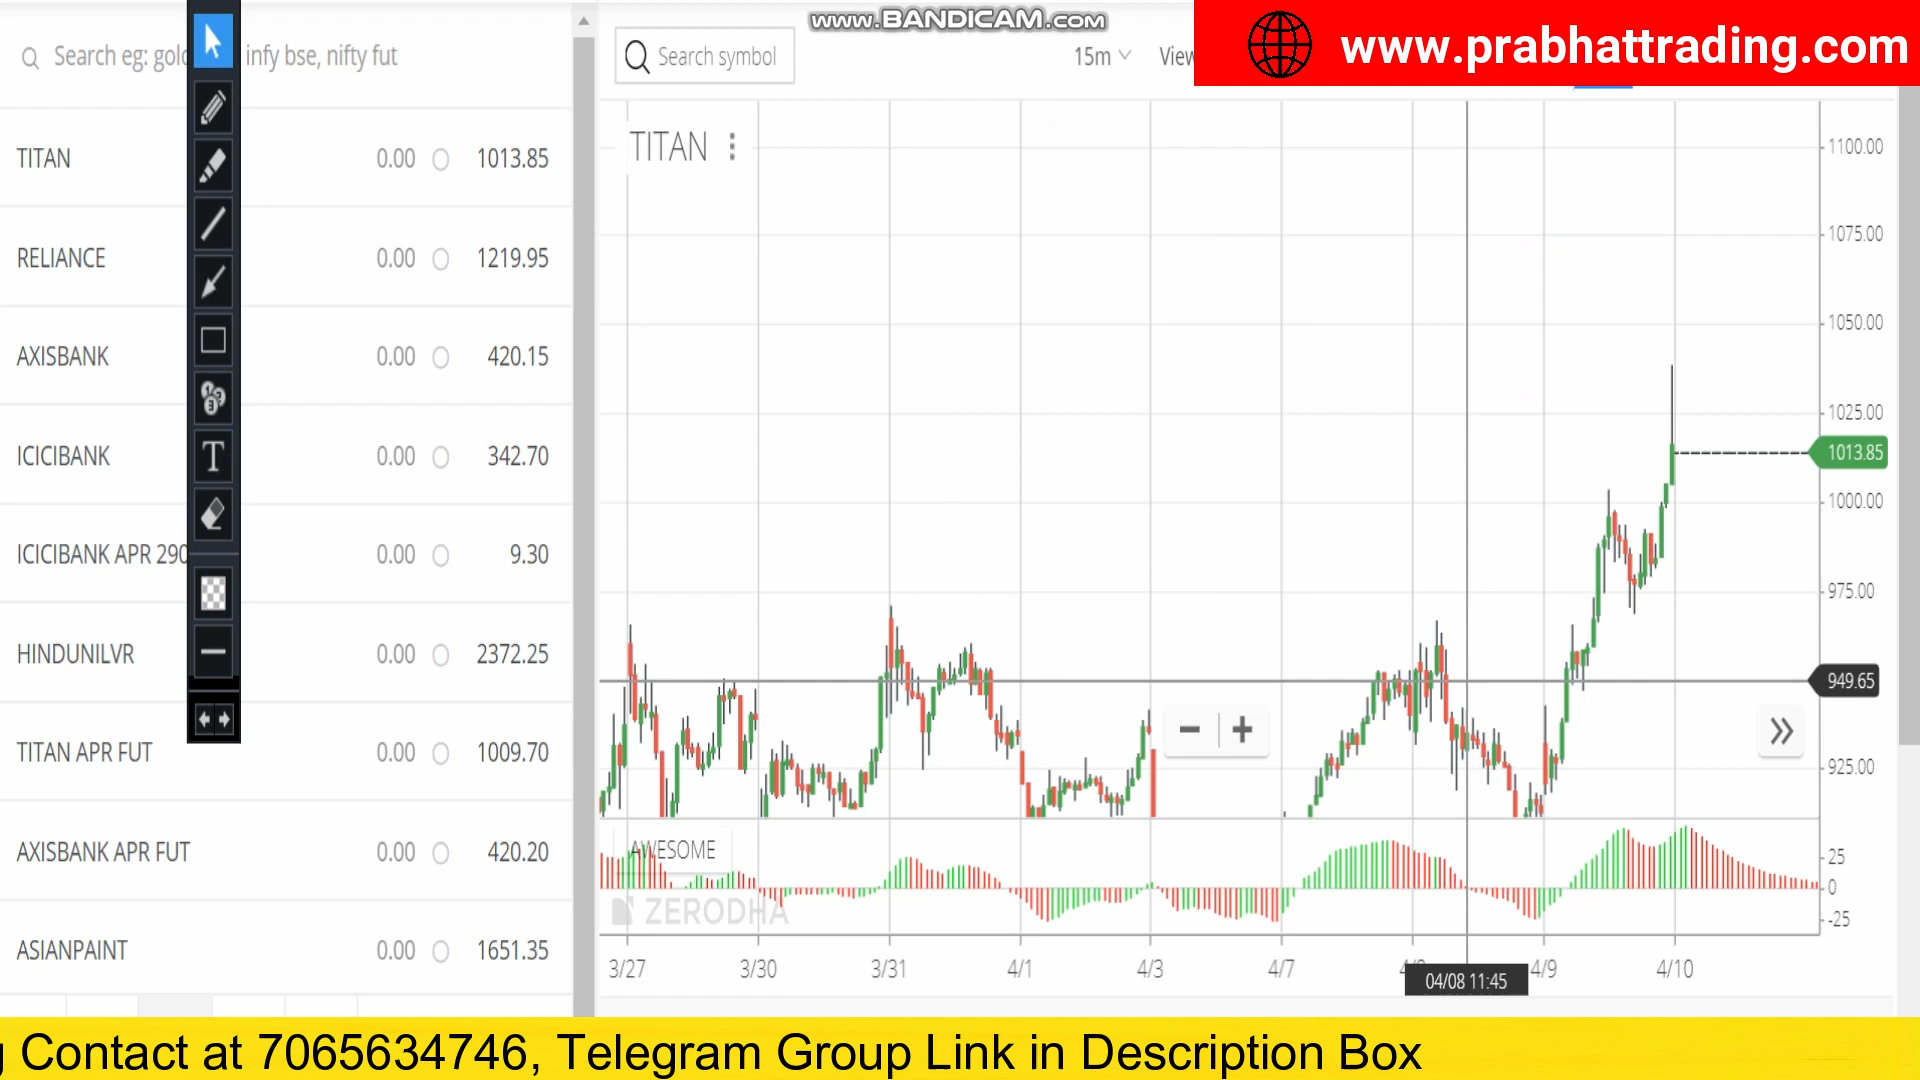 www.BANDICAM.com
www.prabhattrading.com
Search eg: gold infy bse, nifty fut
Search symbol
15m
View
TITAN
TITAN 0.00 1013.85
RELIANCE 0.00 1219.95
AXISBANK 0.00 420.15
ICICIBANK 0.00 342.70
ICICIBANK APR 290 0.00 9.30
HINDUNILVR 0.00 2372.25
TITAN APR FUT 0.00 1009.70
AXISBANK APR FUT 0.00 420.20
ASIANPAINT 0.00 1651.35
T
1100.00
1075.00
1050.00
1025.00
1013.85
1000.00
975.00
949.65
925.00
AWESOME
25
0
-25
ZERODHA
3/27 3/30 3/31 4/1 4/3 4/7 4/9 4/10
04/08 11:45
Contact at 7065634746, Telegram Group Link in Description Box